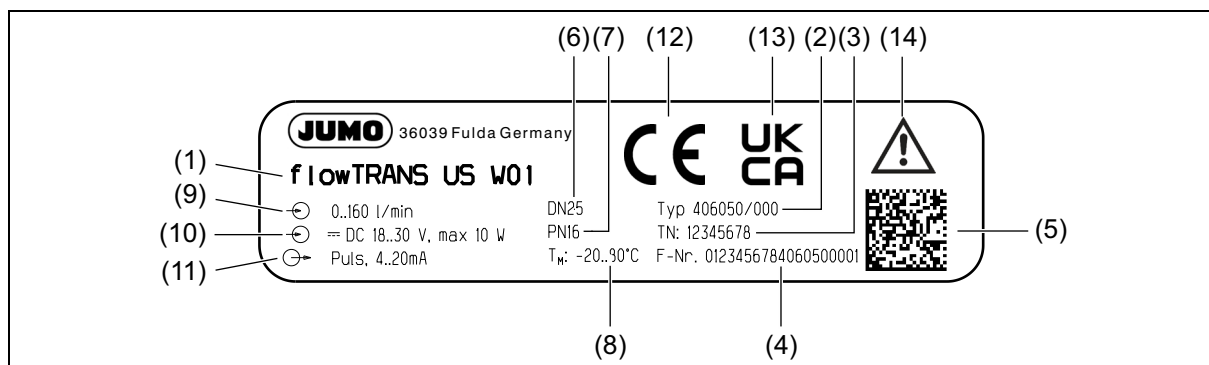 (6)(7) (12) (13) (2)(3) (14)
JUMO 36039 Fulda Germany
CE
UK
CA
(1) flowTRANS US W01
(9) 0..160 l/min DN25 Typ 406050/000
(10) DC 18..30 V, max 10 W PN16 TN: 12345678 (5)
(11) Puls, 4..20mA TM: -20..90°C F-Nr. 0123456784060500001
(8) (4)